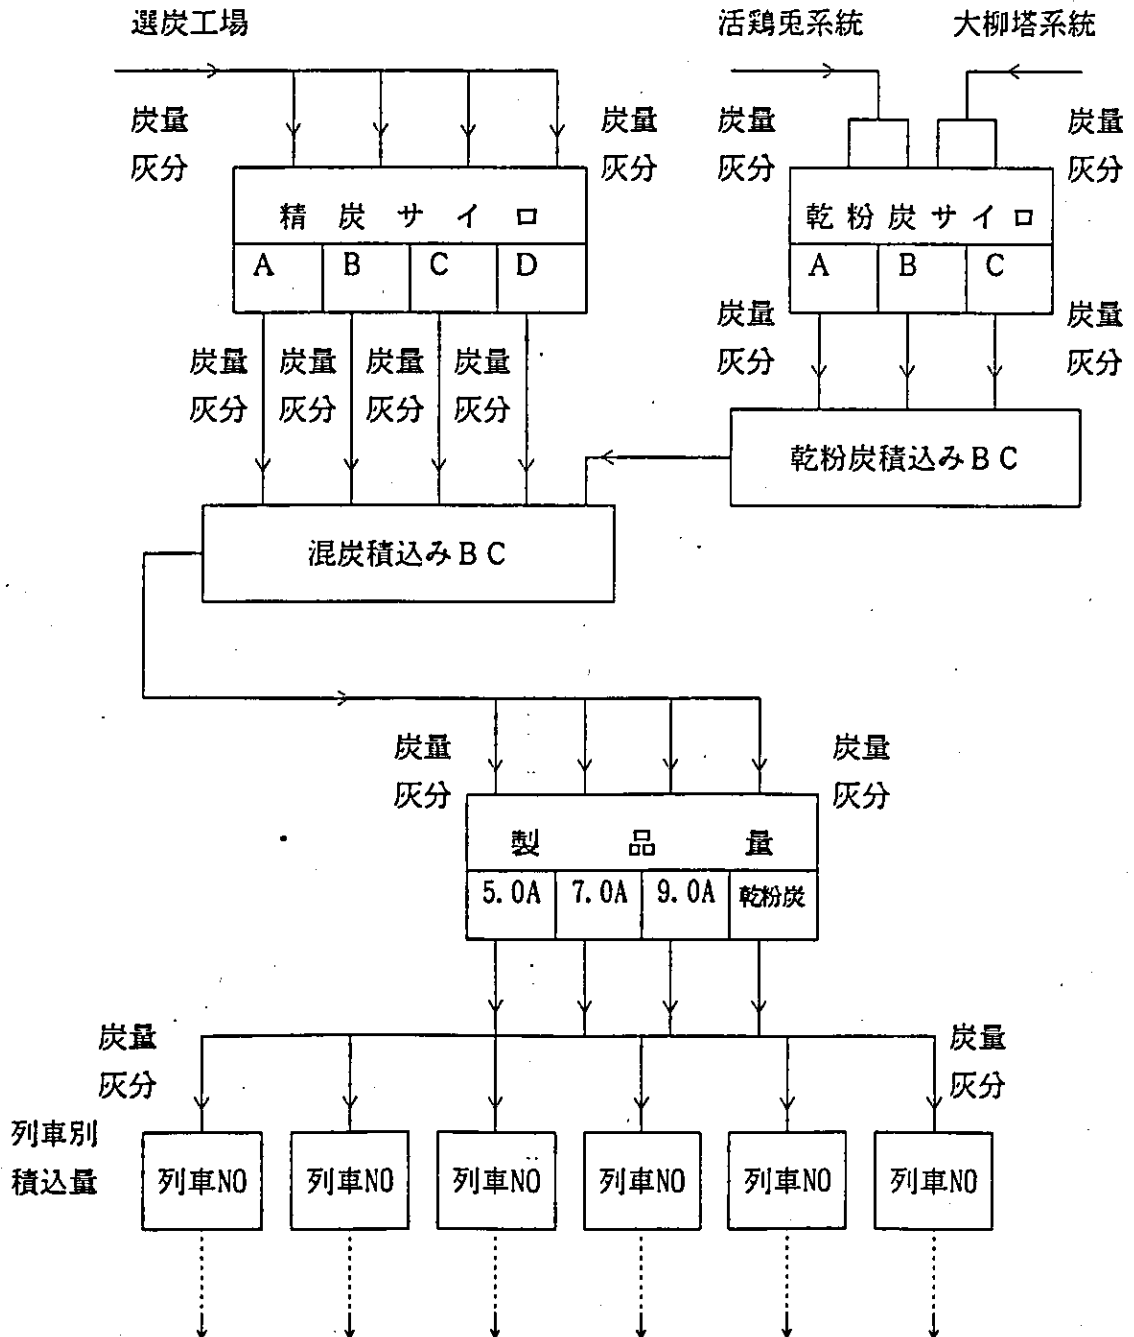 選炭工場
活鶏兎系統 大柳塔系統
炭量 炭量 炭量 炭量
灰分 灰分 灰分 灰分
精炭サイロ 乾粉炭サイロ
A B C D A B C
炭量 炭量
灰分 灰分
炭量 炭量 炭量 炭量
灰分 灰分 灰分 灰分
乾粉炭積込みBC
混炭積込みBC
炭量 炭量
灰分 灰分
製品量
5.0A 7.0A 9.0A 乾粉炭
炭量 炭量
灰分 灰分
列車別
積込量
列車NO 列車NO 列車NO 列車NO 列車NO 列車NO